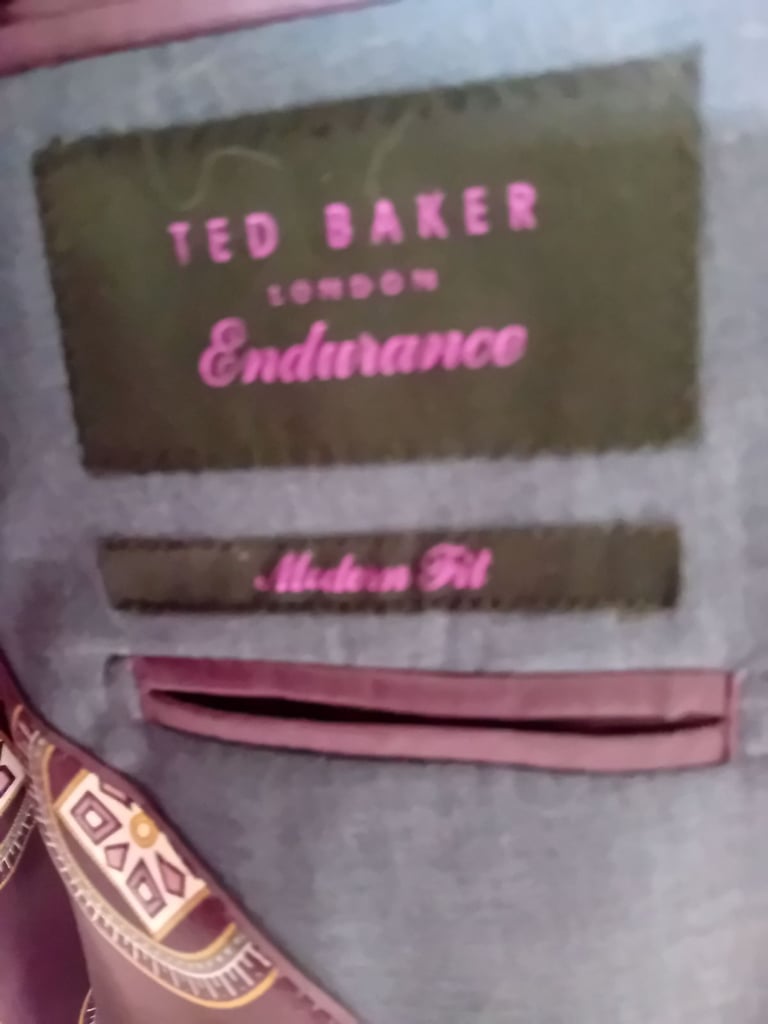 TED BAKER
LONDON
Endurance
Modern Fit